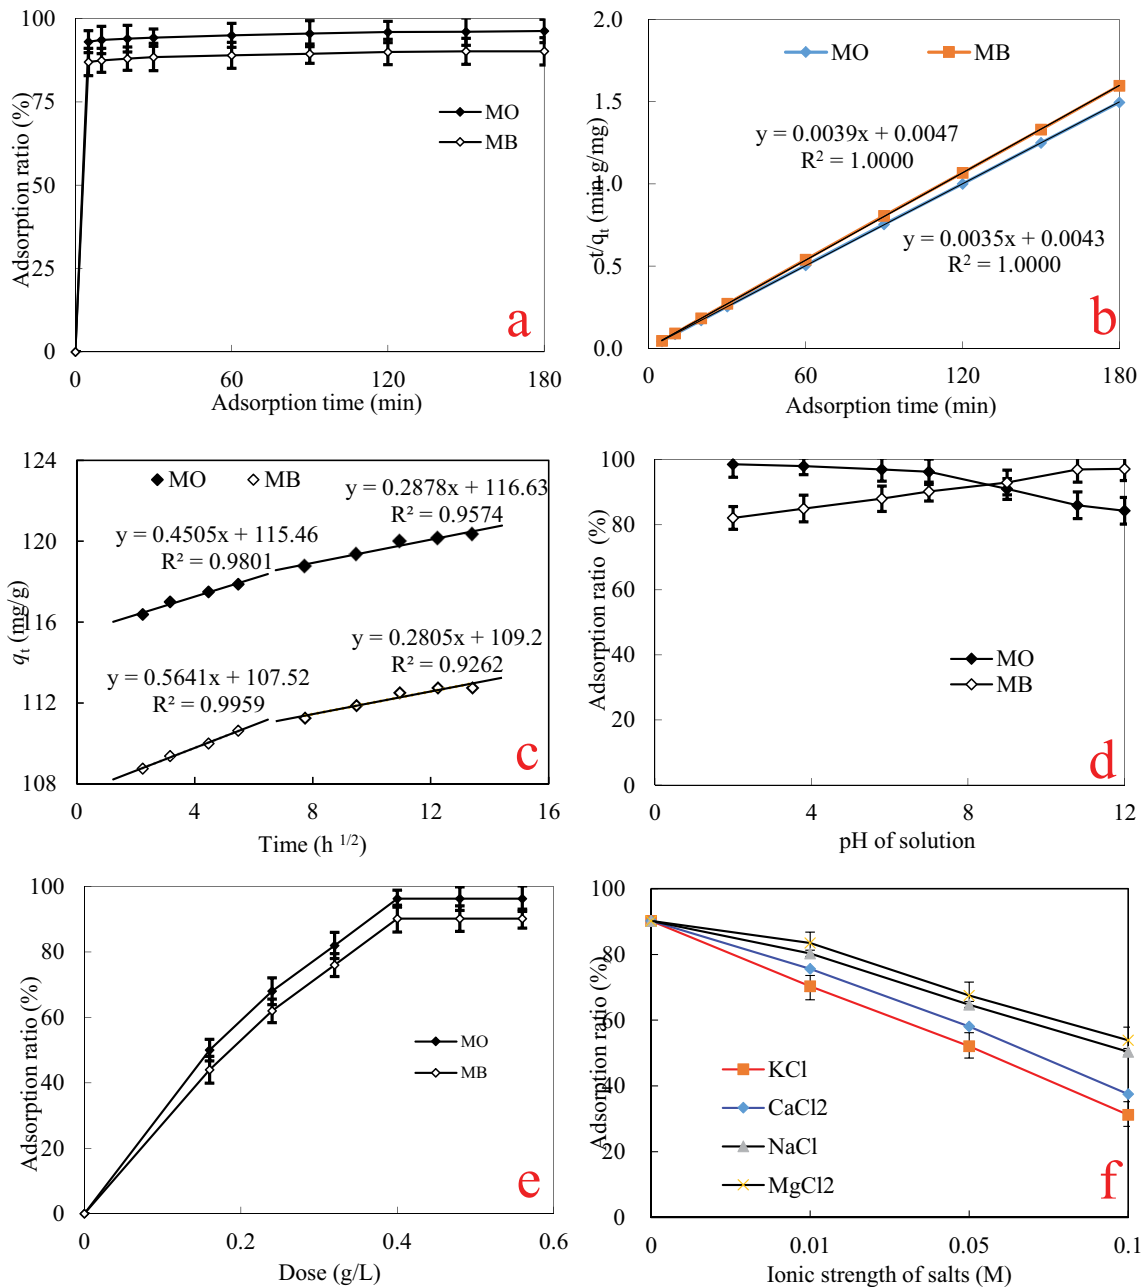 100
75
50
25
0
0
60
120
180
Adsorption ratio (%)
Adsorption time (min)
MO
MB
a
2.0
1.5
1.0
0.5
0.0
0
60
120
180
t/qt (min g/mg)
Adsorption time (min)
MO
MB
y = 0.0039x + 0.0047
R² = 1.0000
y = 0.0035x + 0.0043
R² = 1.0000
b
124
120
116
112
108
0
4
8
12
16
qt (mg/g)
Time (h 1/2)
MO
MB
y = 0.2878x + 116.63
R² = 0.9574
y = 0.4505x + 115.46
R² = 0.9801
y = 0.2805x + 109.2
R² = 0.9262
y = 0.5641x + 107.52
R² = 0.9959
c
100
80
60
40
20
0
0
4
8
12
Adsorption ratio (%)
pH of solution
MO
MB
d
100
80
60
40
20
0
0
0.2
0.4
0.6
Adsorption ratio (%)
Dose (g/L)
MO
MB
e
100
80
60
40
20
0
0
0.01
0.05
0.1
Adsorption ratio (%)
Ionic strength of salts (M)
KCl
CaCl2
NaCl
MgCl2
f